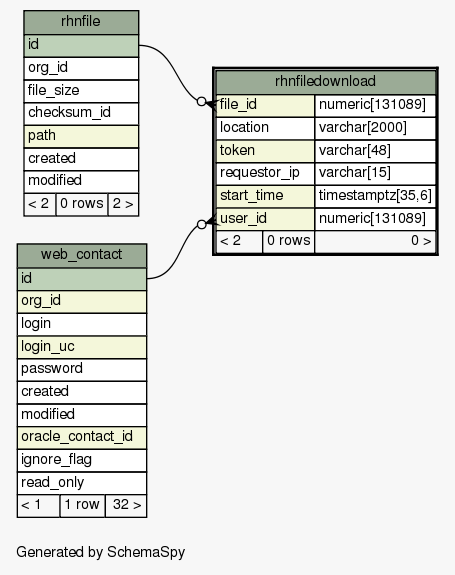 rhnfile
id
org_id
file_size
checksum_id
path
created
modified
< 2 0 rows 2 >
rhnfiledownload
file_id numeric[131089]
location varchar[2000]
token varchar[48]
requestor_ip varchar[15]
start_time timestamptz[35,6]
user_id numeric[131089]
< 2 0 rows 0 >
web_contact
id
org_id
login
login_uc
password
created
modified
oracle_contact_id
ignore_flag
read_only
< 1 1 row 32 >
Generated by SchemaSpy